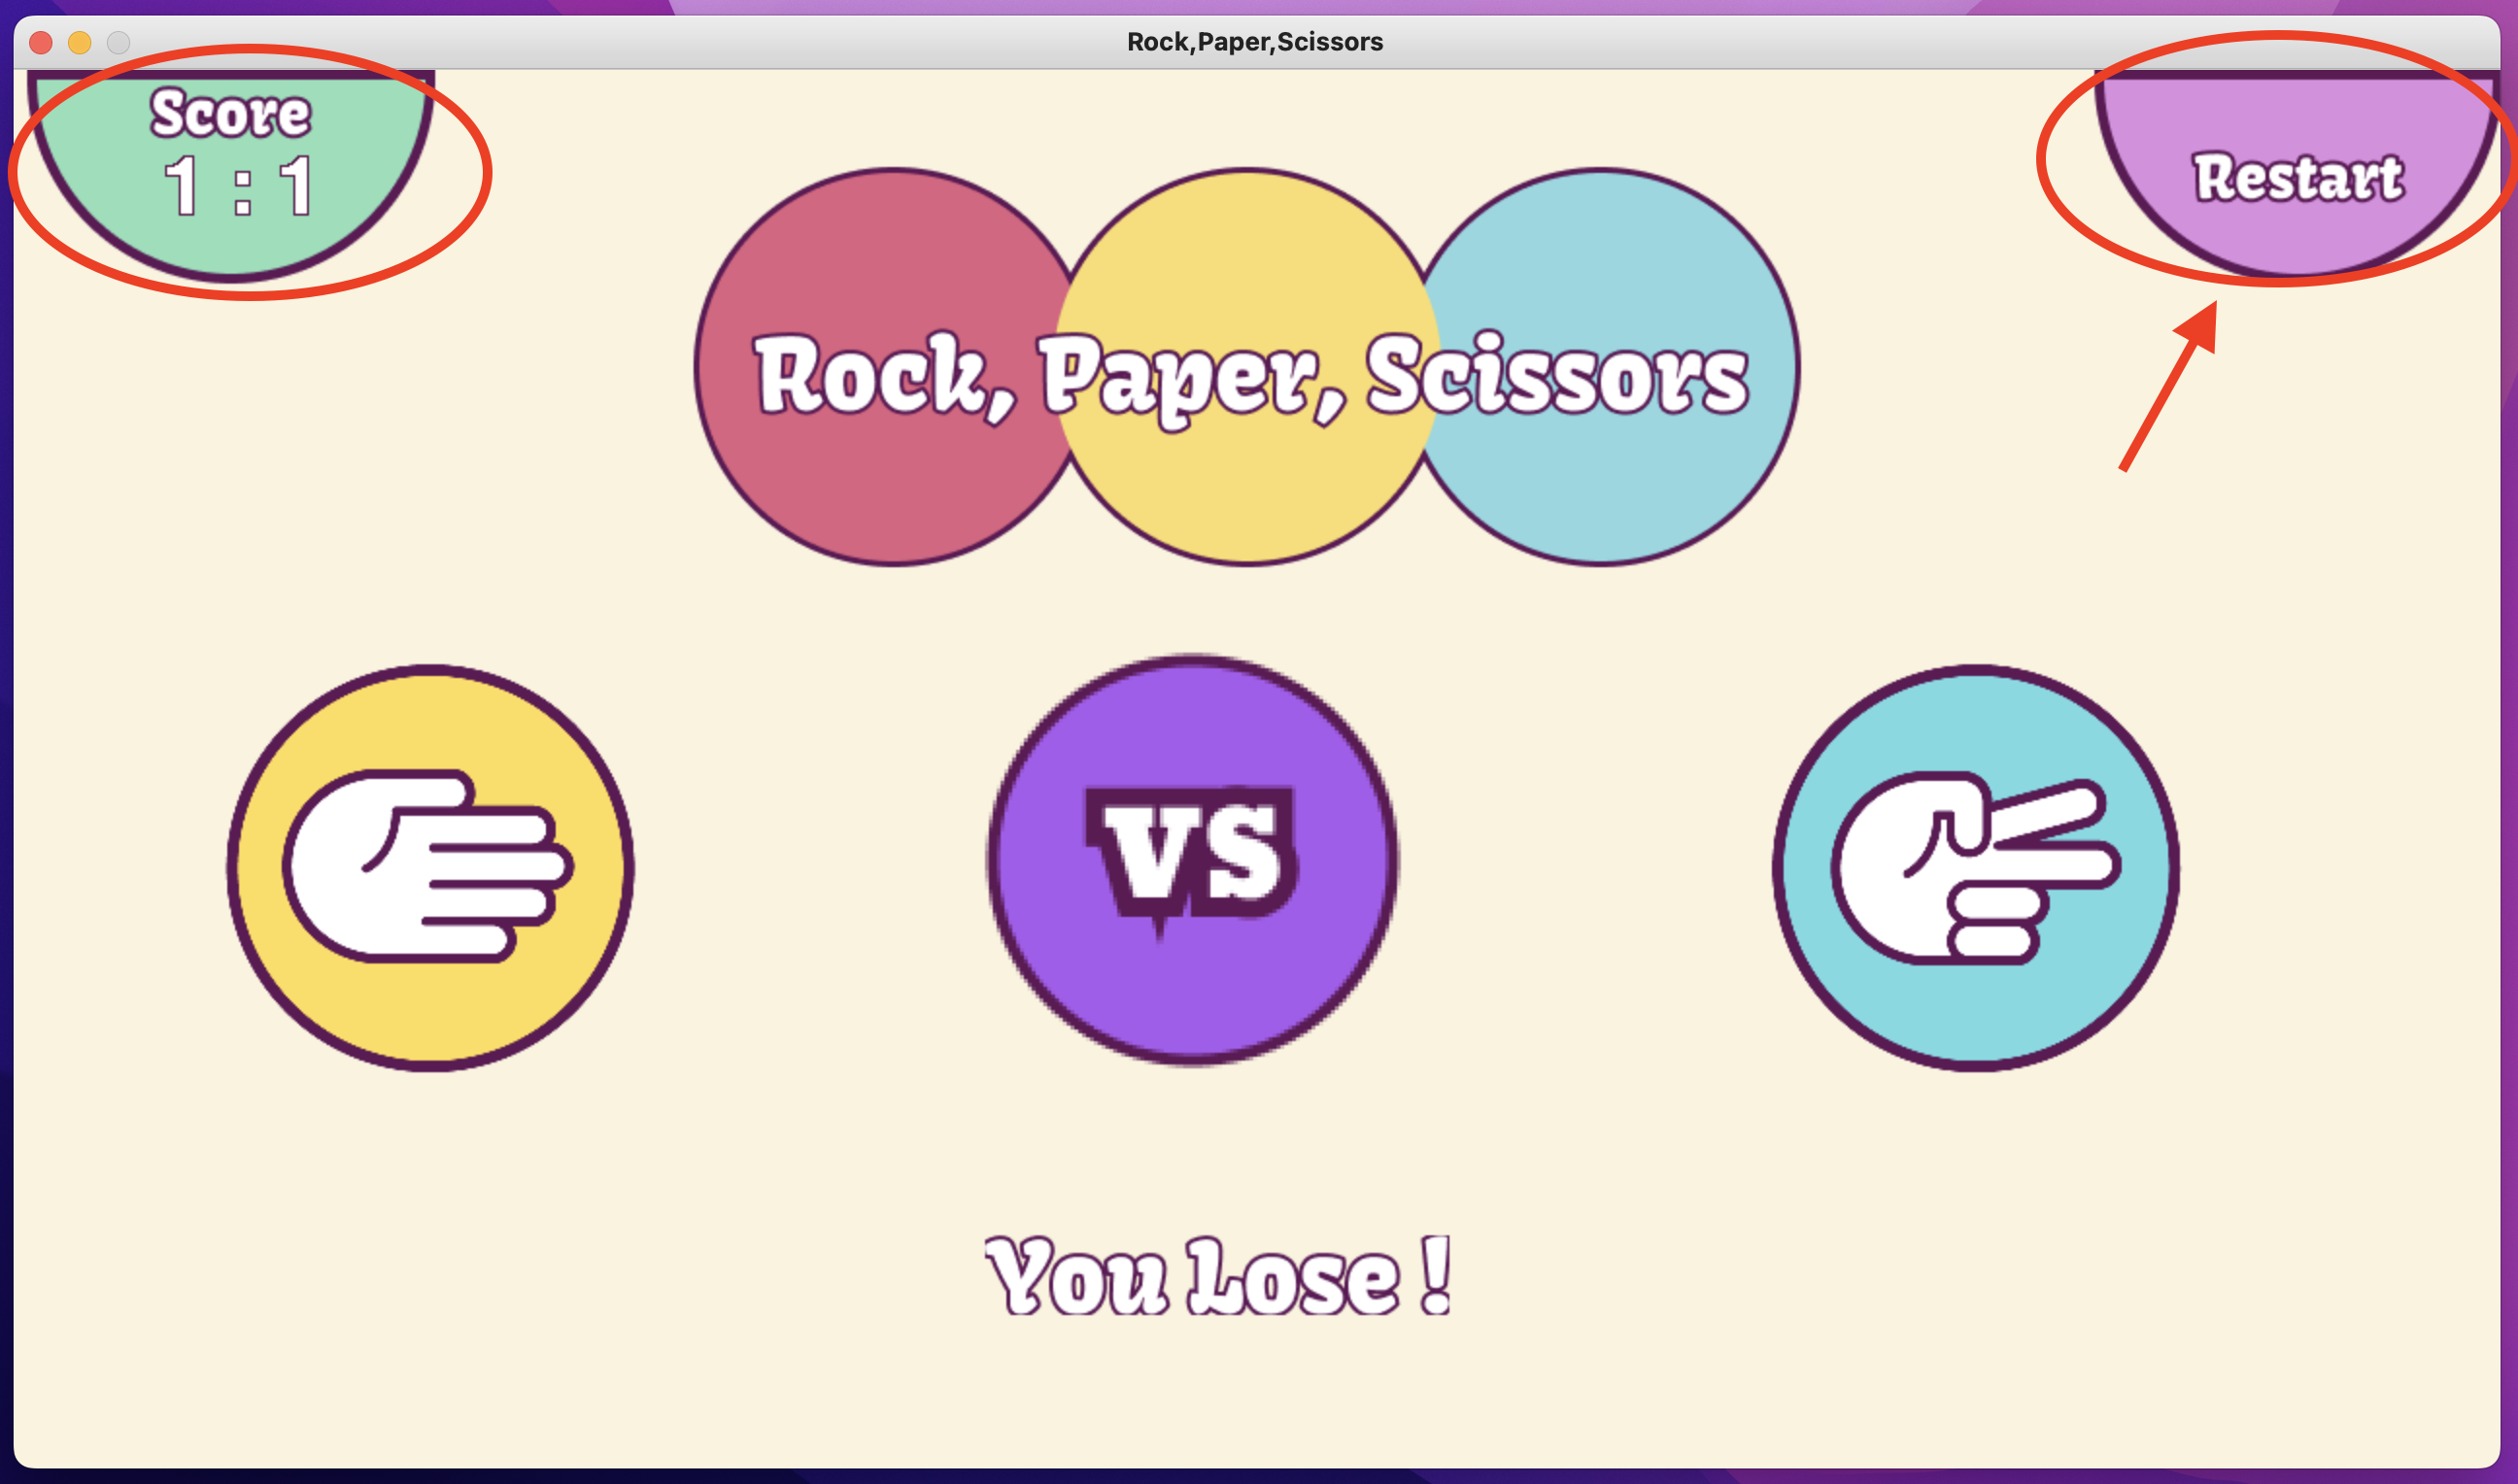 Rock,Paper,Scissors
Score
1 : 1
Restart
Rock, Paper, Scissors
VS
You Lose !